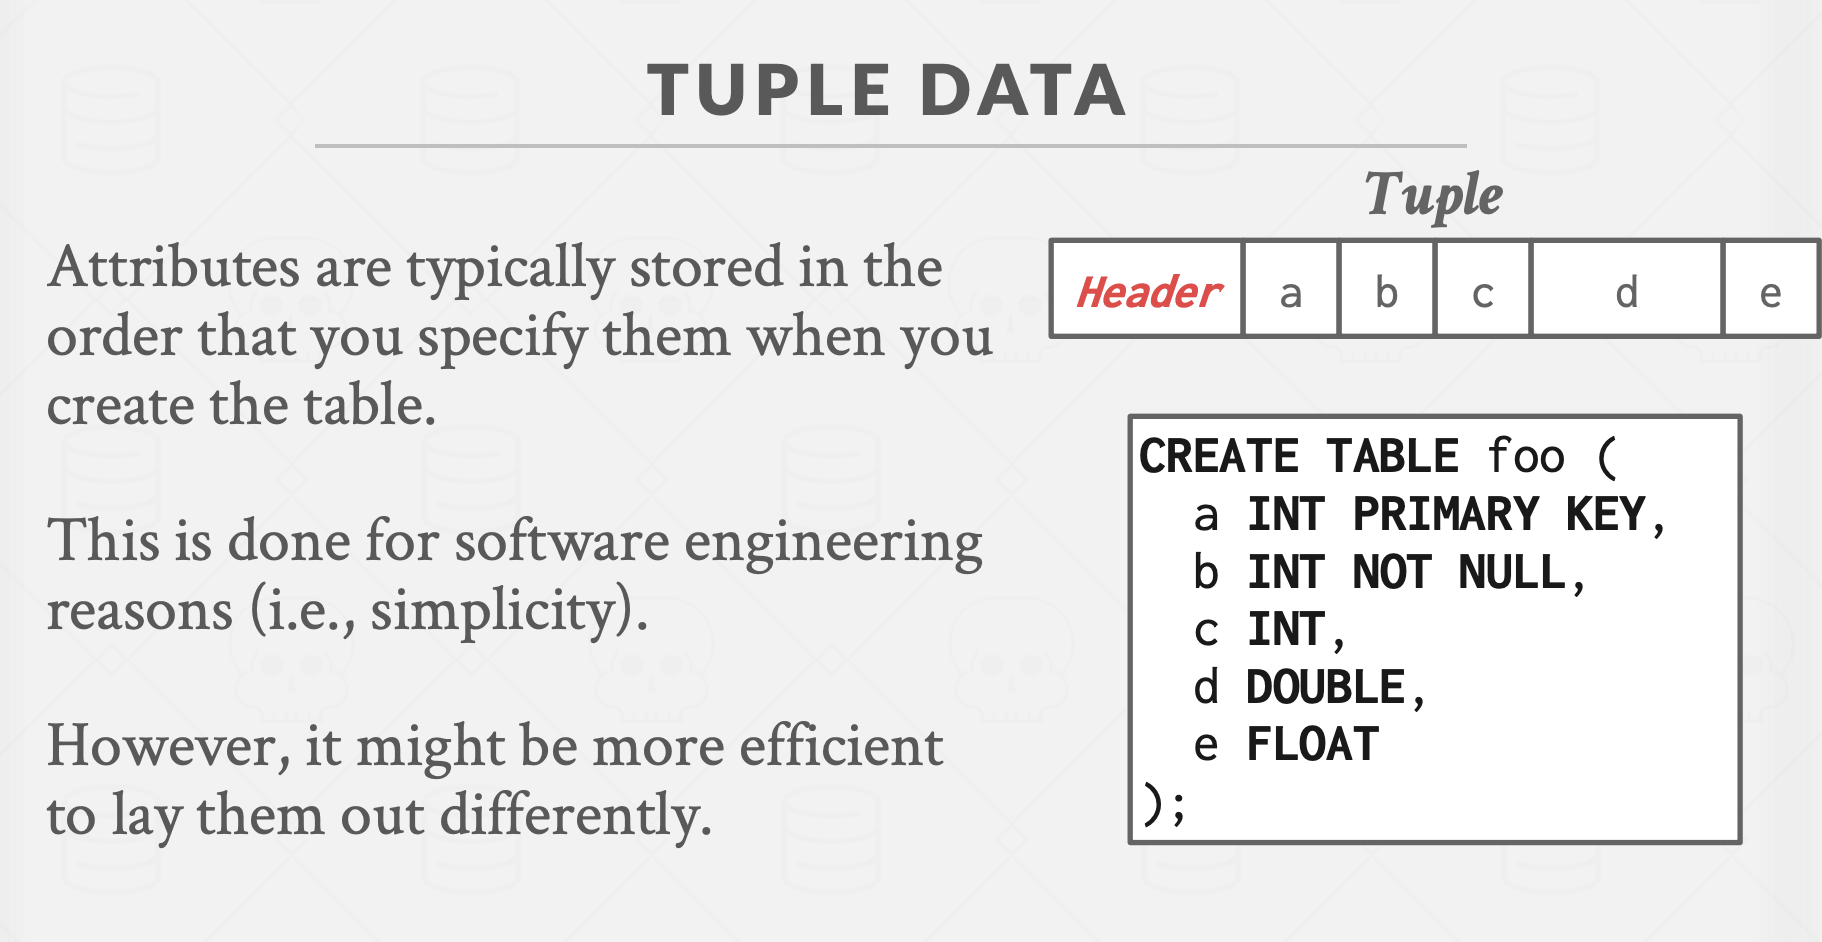 TUPLE DATA
Attributes are typically stored in the
order that you specify them when you
create the table.
This is done for software engineering
reasons (i.e., simplicity).
However, it might be more efficient
to lay them out differently.
Tuple
Header a b c d e
CREATE TABLE foo (
  a INT PRIMARY KEY,
  b INT NOT NULL,
  c INT,
  d DOUBLE,
  e FLOAT
);